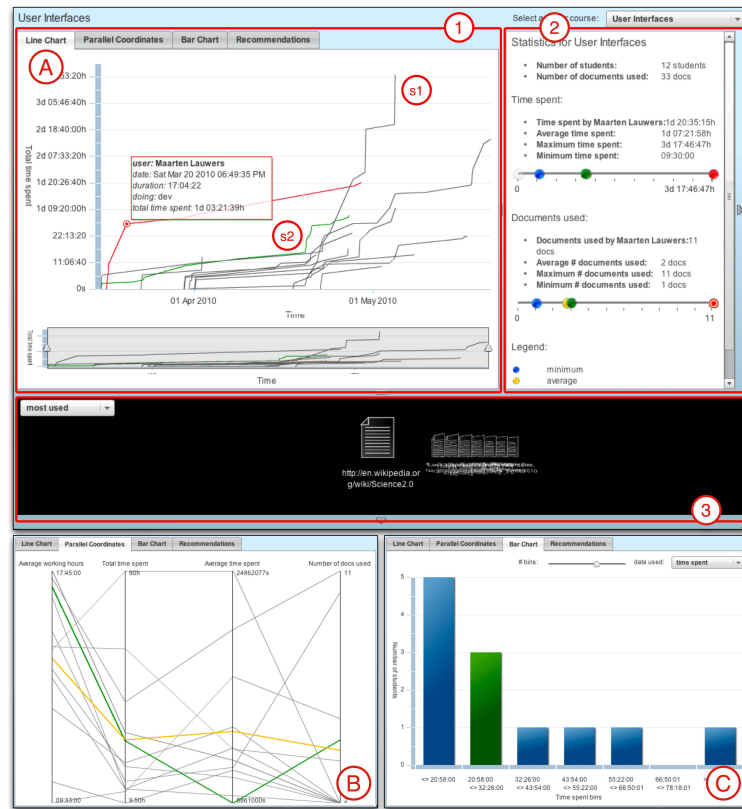 User Interfaces
Select another course: User Interfaces
1
2
Line Chart Parallel Coordinates Bar Chart Recommendations
A
53:20h
3d 05:46:40h
2d 18:40:00h
2d 07:33:20h
1d 20:26:40h
1d 09:20:00h
22:13:20
11:06:40
0s
Total time spent
s1
s2
user: Maarten Lauwers
date: Sat Mar 20 2010 06:49:35 PM
duration: 17:04:22
doing: dev
total time spent: 1d 03:21:39h
01 Apr 2010 01 May 2010
Time
Total time spent
Time
Statistics for User Interfaces
• Number of students: 12 students
• Number of documents used: 33 docs
Time spent:
• Time spent by Maarten Lauwers:1d 20:35:15h
• Average time spent: 1d 07:21:58h
• Maximum time spent: 3d 17:46:47h
• Minimum time spent: 09:30:00
0 3d 17:46:47h
Documents used:
• Documents used by Maarten Lauwers:11
docs
• Average # documents used: 2 docs
• Maximum # documents used: 11 docs
• Minimum # documents used: 1 docs
0 11
Legend:
minimum
average
most used
http://en.wikipedia.or
g/wiki/Science2.0
3
Line Chart Parallel Coordinates Bar Chart Recommendations
Average working hours Total time spent Average time spent Number of docs used
17:45:00 90h 24862077s 11
09:33:00 9.50h 5561000s 2
B
Line Chart Parallel Coordinates Bar Chart Recommendations
# bins: data used: time spent
5
4
3
2
1
0
Number of students
<= 20:58:00 20:58:00 32:26:00 43:54:00 55:22:00 66:50:01
<> 32:26:00 <> 43:54:00 <> 55:22:00 <> 66:50:01 <> 78:18:01
Time spent bins
C